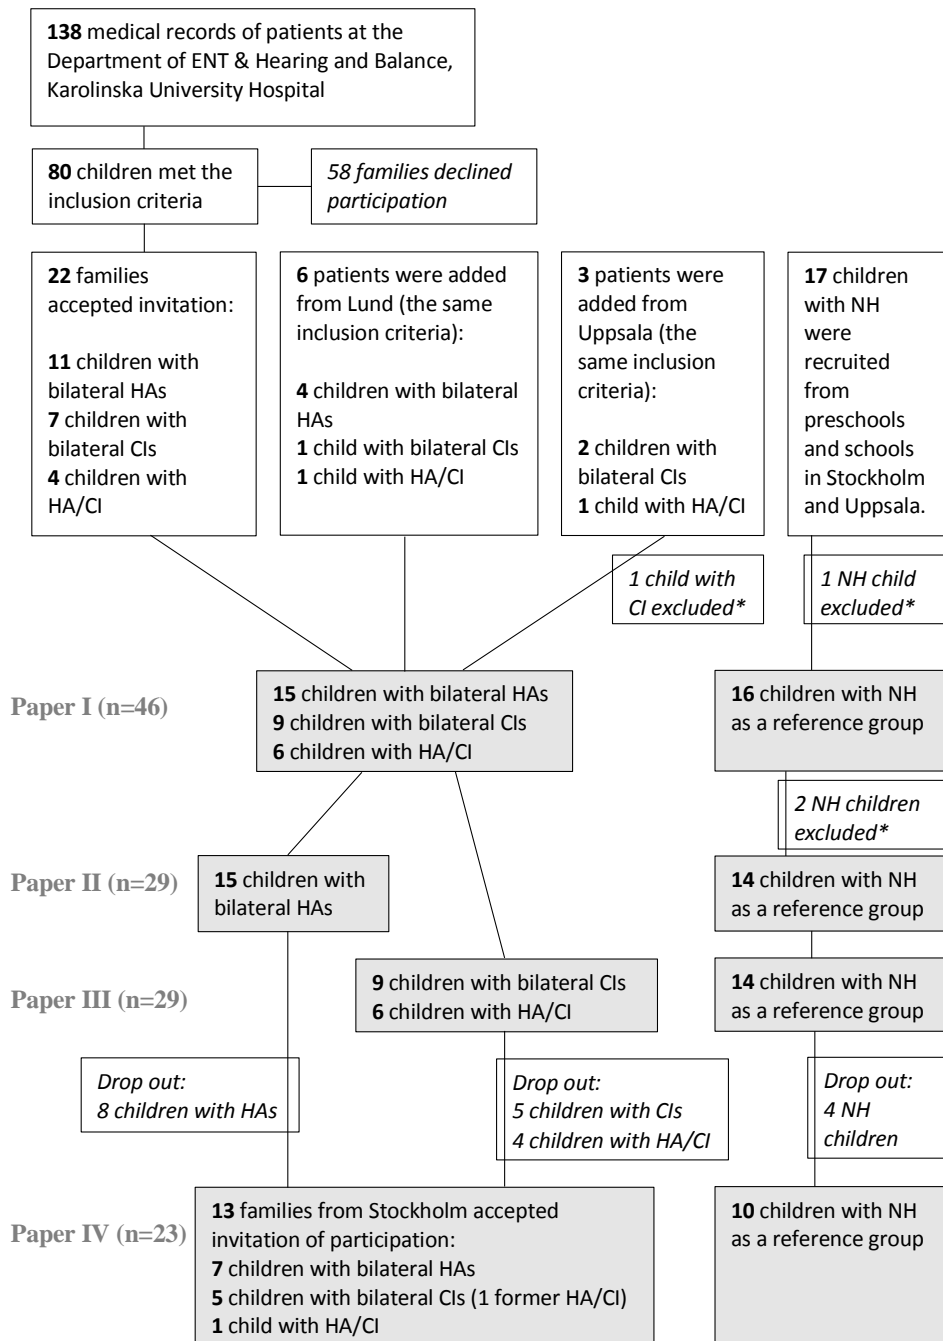 138 medical records of patients at the
Department of ENT & Hearing and Balance,
Karolinska University Hospital
80 children met the
inclusion criteria
58 families declined
participation
22 families
accepted invitation:
11 children with
bilateral HAs
7 children with
bilateral CIs
4 children with
HA/CI
6 patients were added
from Lund (the same
inclusion criteria):
4 children with bilateral
HAs
1 child with bilateral CIs
1 child with HA/CI
3 patients were
added from
Uppsala (the
same inclusion
criteria):
2 children with
bilateral CIs
1 child with HA/CI
17 children
with NH
were
recruited
from
preschools
and schools
in Stockholm
and Uppsala.
1 child with
CI excluded*
1 NH child
excluded*
Paper I (n=46)
15 children with bilateral HAs
9 children with bilateral CIs
6 children with HA/CI
16 children with NH
as a reference group
2 NH children
excluded*
Paper II (n=29)
15 children with
bilateral HAs
14 children with NH
as a reference group
Paper III (n=29)
9 children with bilateral CIs
6 children with HA/CI
14 children with NH
as a reference group
Drop out:
8 children with HAs
Drop out:
5 children with CIs
4 children with HA/CI
Drop out:
4 NH
children
Paper IV (n=23)
13 families from Stockholm accepted
invitation of participation:
7 children with bilateral HAs
5 children with bilateral CIs (1 former HA/CI)
1 child with HA/CI
10 children with NH
as a reference group